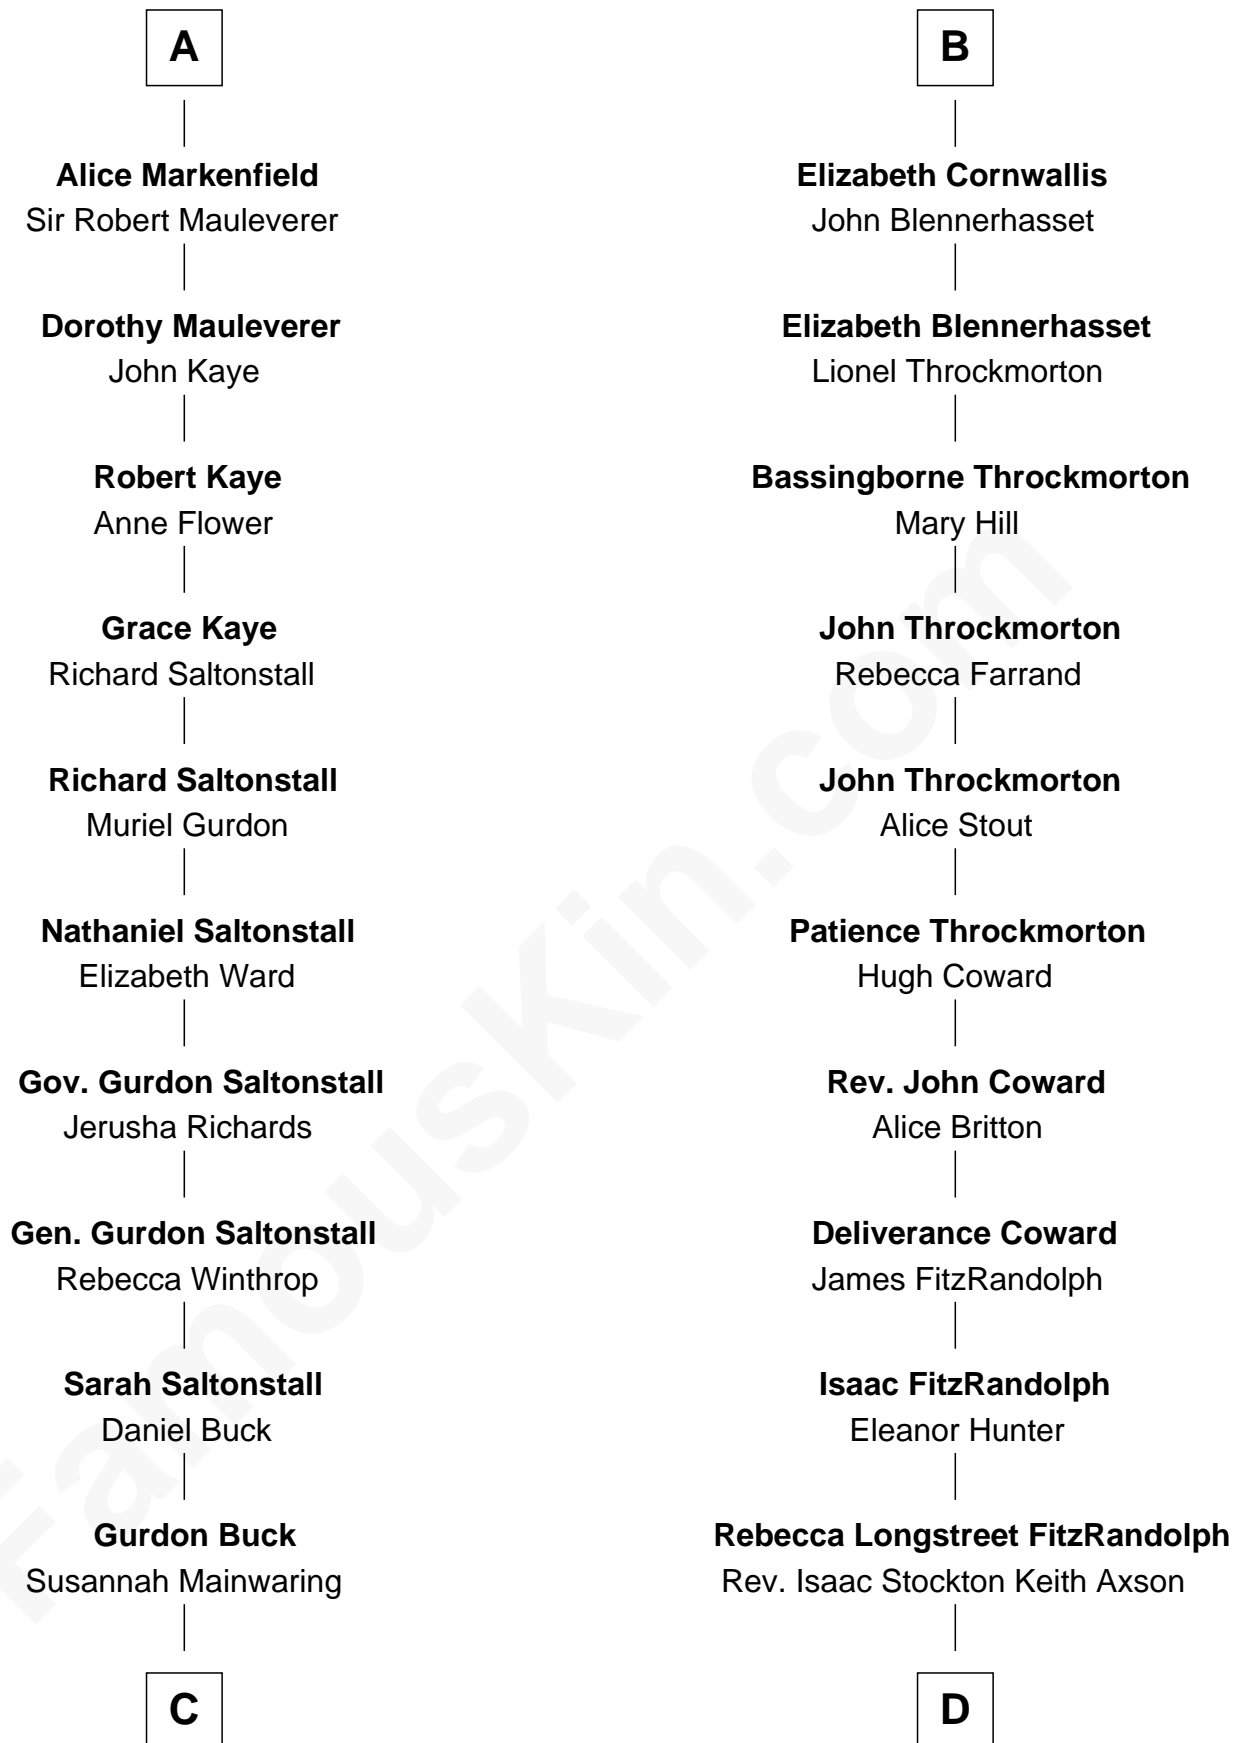 A
Alice Markenfield
Sir Robert Mauleverer
Dorothy Mauleverer
John Kaye
Robert Kaye
Anne Flower
Grace Kaye
Richard Saltonstall
Richard Saltonstall
Muriel Gurdon
Nathaniel Saltonstall
Elizabeth Ward
Gov. Gurdon Saltonstall
Jerusha Richards
Gen. Gurdon Saltonstall
Rebecca Winthrop
Sarah Saltonstall
Daniel Buck
Gurdon Buck
Susannah Mainwaring
C
B
Elizabeth Cornwallis
John Blennerhasset
Elizabeth Blennerhasset
Lionel Throckmorton
Bassingborne Throckmorton
Mary Hill
John Throckmorton
Rebecca Farrand
John Throckmorton
Alice Stout
Patience Throckmorton
Hugh Coward
Rev. John Coward
Alice Britton
Deliverance Coward
James FitzRandolph
Isaac FitzRandolph
Eleanor Hunter
Rebecca Longstreet FitzRandolph
Rev. Isaac Stockton Keith Axson
D
FamousKin.com